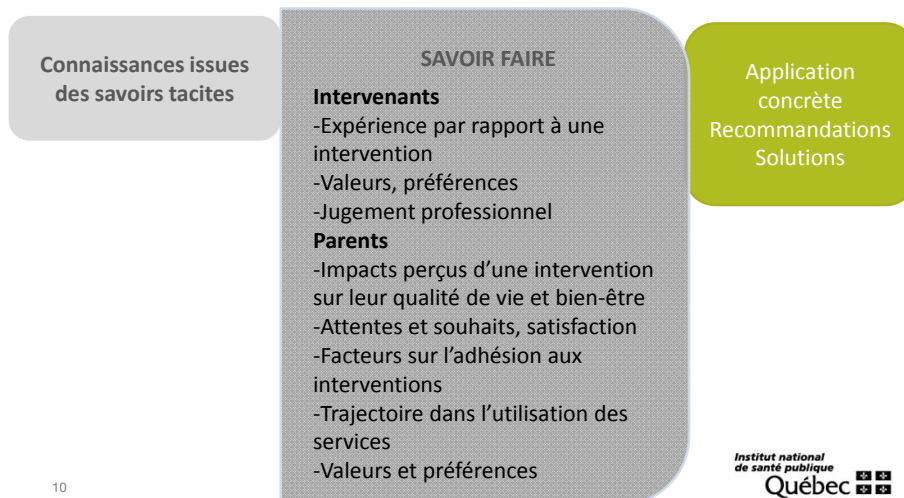 Connaissances issues
des savoirs tacites
SAVOIR FAIRE
Intervenants
-Expérience par rapport à une
intervention
-Valeurs, préférences
-Jugement professionnel
Parents
-Impacts perçus d’une intervention
sur leur qualité de vie et bien-être
-Attentes et souhaits, satisfaction
-Facteurs sur l’adhésion aux
interventions
-Trajectoire dans l’utilisation des
services
-Valeurs et préférences
Application
concrète
Recommandations
Solutions
10
Institut national
de santé publique
Québec